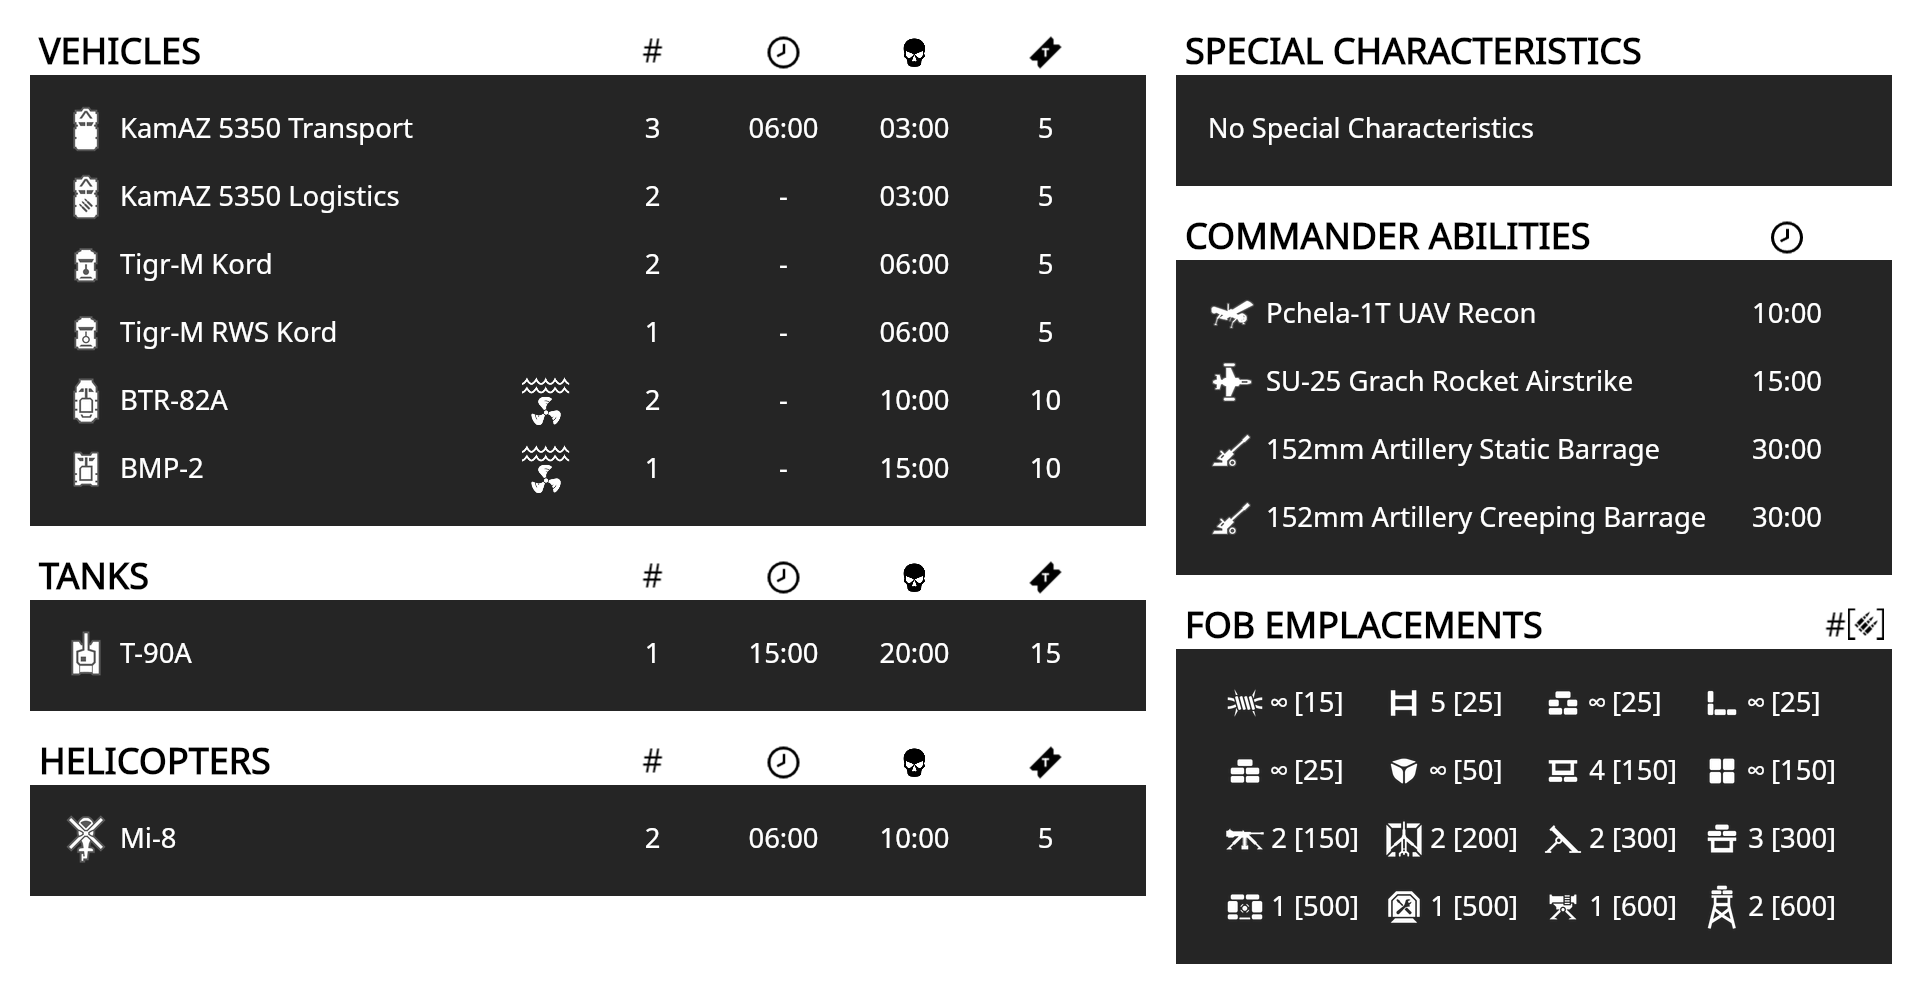 VEHICLES #
KamAZ 5350 Transport 3 06:00 03:00 5
KamAZ 5350 Logistics 2 - 03:00 5
Tigr-M Kord 2 - 06:00 5
Tigr-M RWS Kord 1 - 06:00 5
BTR-82A 2 - 10:00 10
BMP-2 1 - 15:00 10
TANKS #
T-90A 1 15:00 20:00 15
HELICOPTERS #
Mi-8 2 06:00 10:00 5
SPECIAL CHARACTERISTICS
No Special Characteristics
COMMANDER ABILITIES
Pchela-1T UAV Recon 10:00
SU-25 Grach Rocket Airstrike 15:00
152mm Artillery Static Barrage 30:00
152mm Artillery Creeping Barrage 30:00
FOB EMPLACEMENTS #[ ]
∞ [15] 5 [25] ∞ [25] ∞ [25]
∞ [25] ∞ [50] 4 [150] ∞ [150]
2 [150] 2 [200] 2 [300] 3 [300]
1 [500] 1 [500] 1 [600] 2 [600]